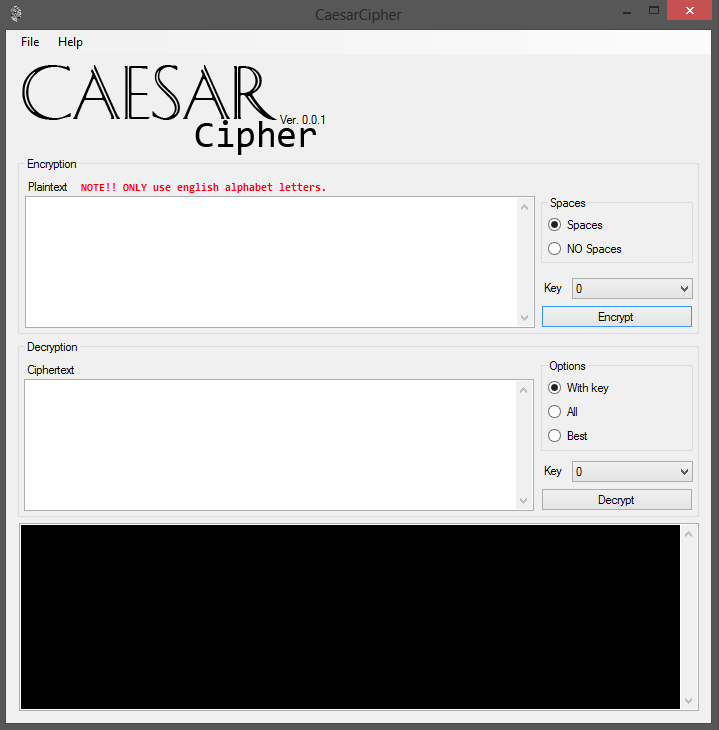 CaesarCipher
File Help
CAESAR
Ver. 0.0.1
Cipher
Encryption
Plaintext NOTE!! ONLY use english alphabet letters.
Spaces
Spaces
NO Spaces
Key 0
Encrypt
Decryption
Ciphertext
Options
With key
All
Best
Key 0
Decrypt